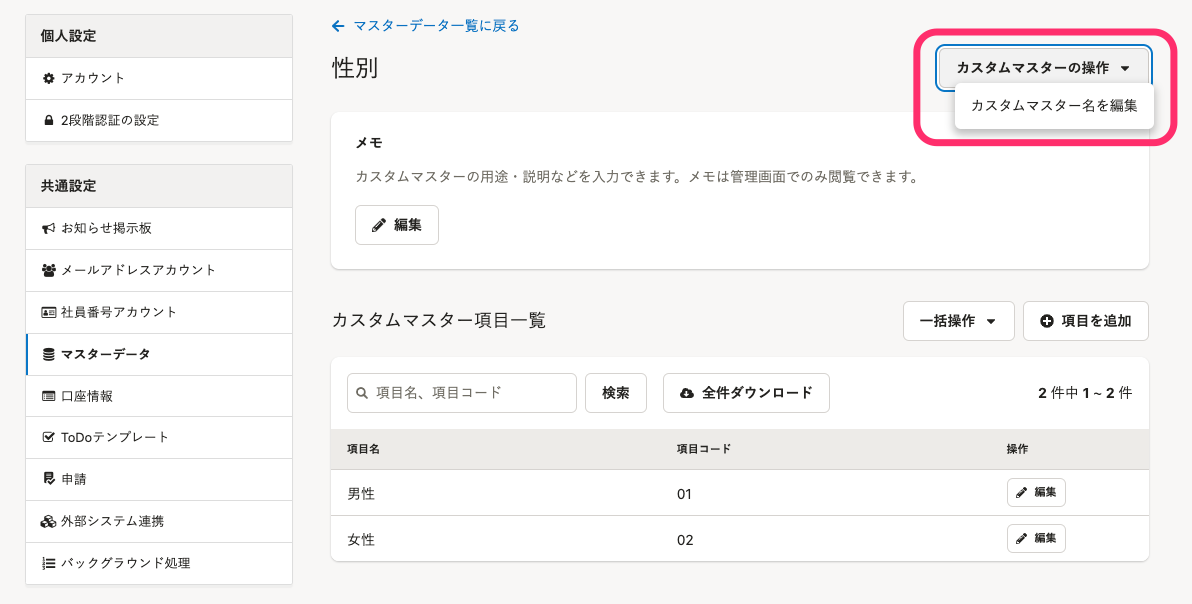 個人設定
アカウント
2段階認証の設定
共通設定
お知らせ掲示板
メールアドレスアカウント
社員番号アカウント
マスターデータ
口座情報
ToDoテンプレート
申請
外部システム連携
バックグラウンド処理
マスターデータ一覧に戻る
性別
カスタムマスターの操作
カスタムマスター名を編集
メモ
カスタムマスターの用途・説明などを入力できます。メモは管理画面でのみ閲覧できます。
編集
カスタムマスター項目一覧
一括操作
項目を追加
項目名、項目コード
検索
全件ダウンロード
2 件中 1 ~ 2 件
項目名 項目コード 操作
男性 01 編集
女性 02 編集